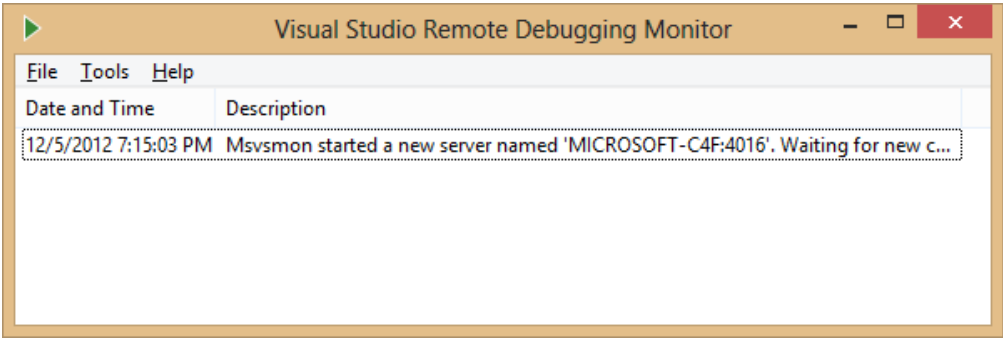 Visual Studio Remote Debugging Monitor
File Tools Help
Date and Time Description
12/5/2012 7:15:03 PM Msvsmon started a new server named 'MICROSOFT-C4F:4016'. Waiting for new c...